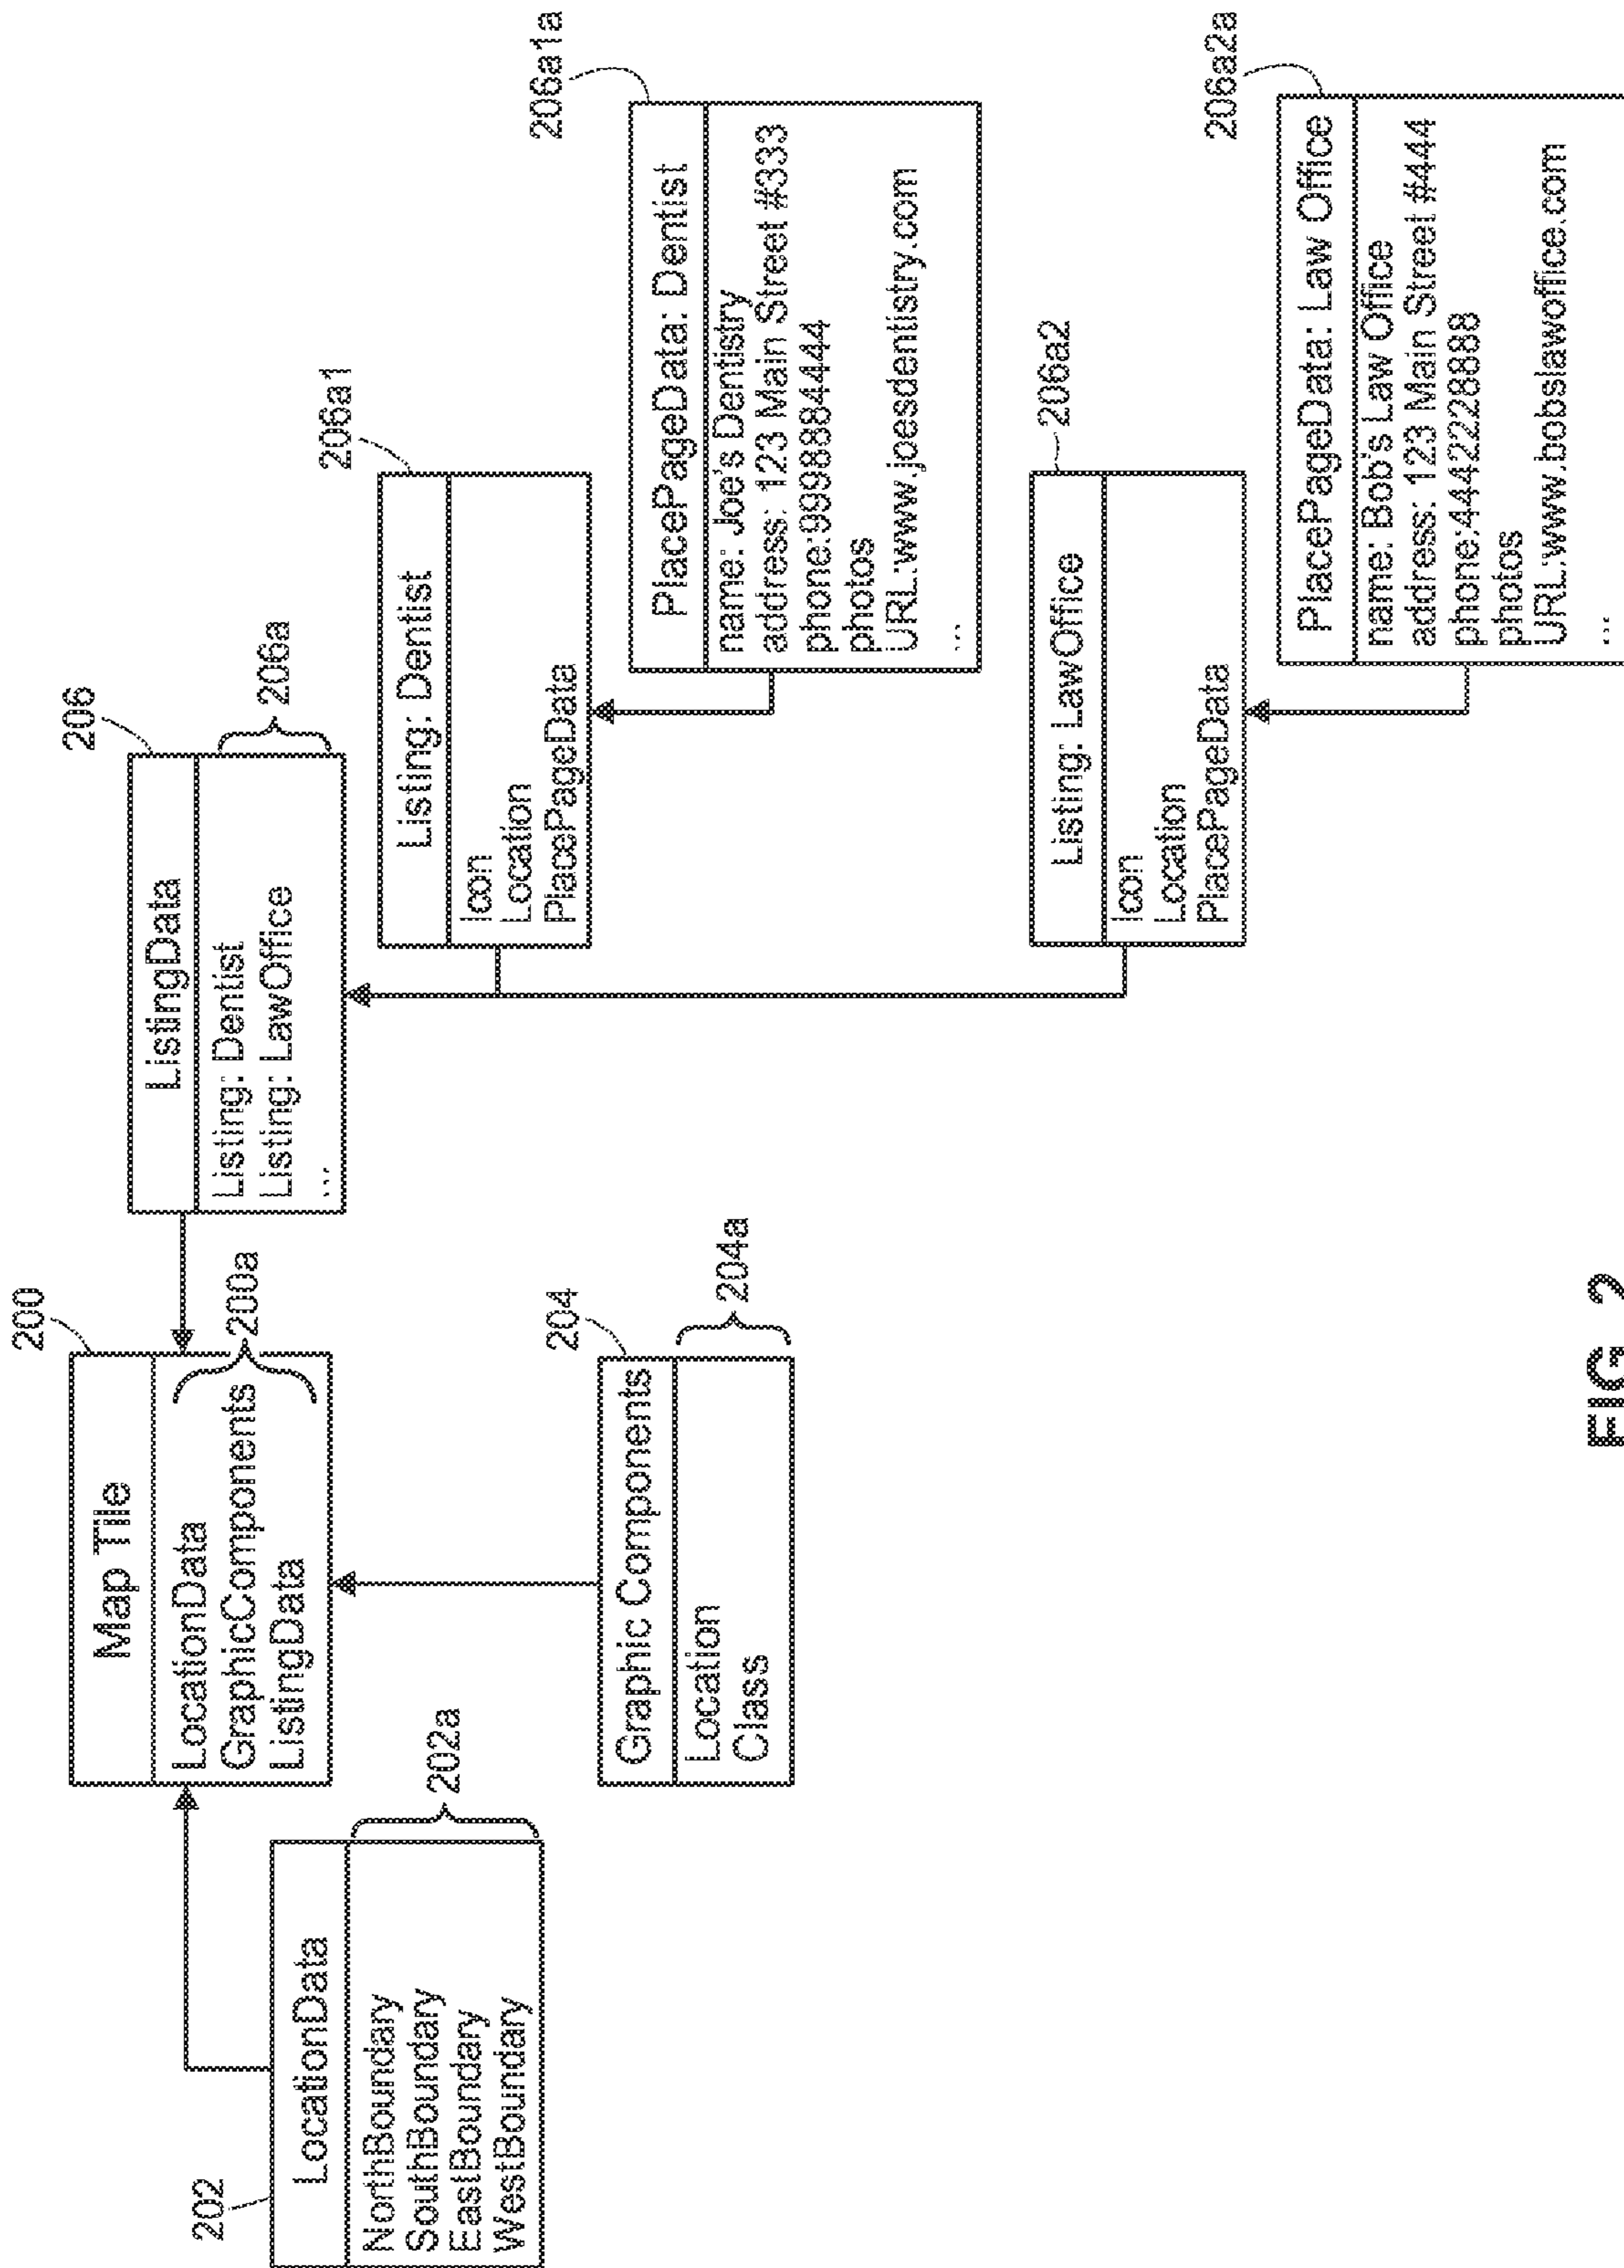 200
Map Tile
LocationData
GraphicComponents
ListingData
200a
202
LocationData
NorthBoundary
SouthBoundary
EastBoundary
WestBoundary
202a
204
Graphic Components
Location
Class
204a
206
ListingData
Listing: Dentist
Listing: LawOffice
...
206a
206a1
Listing: Dentist
Icon
Location
PlacePageData
206a1a
PlacePageData: Dentist
name: Joe's Dentistry
address: 123 Main Street #333
phone:9998884444
photos
URL:www.joesdentistry.com
...
206a2
Listing: LawOffice
Icon
Location
PlacePageData
206a2a
PlacePageData: Law Office
name: Bob's Law Office
address: 123 Main Street #444
phone:4442228888
photos
URL:www.bobslawoffice.com
...
FIG. 2